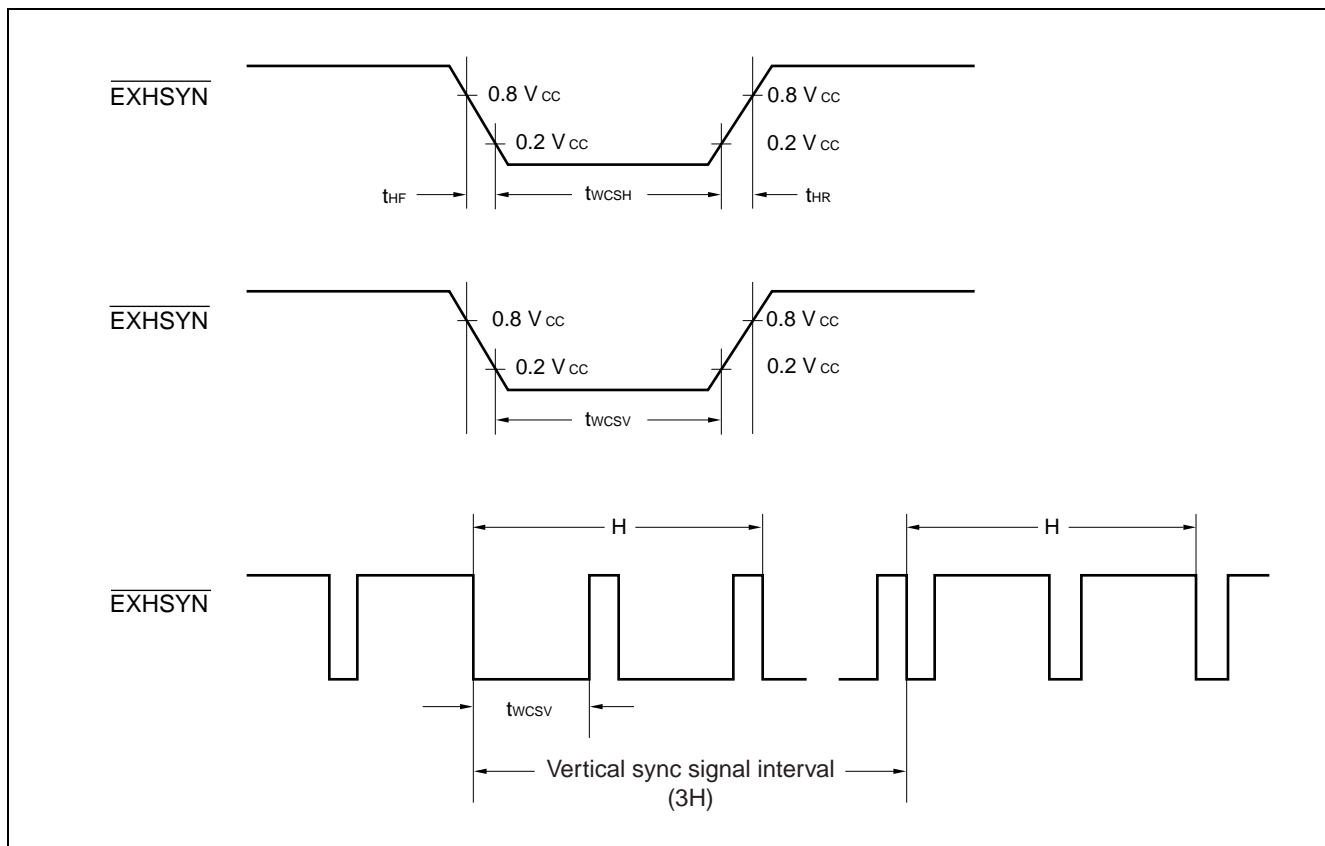 EXHSYN
0.8 VCC
0.8 VCC
0.2 VCC
0.2 VCC
tHF
tWCSH
tHR
EXHSYN
0.8 VCC
0.8 VCC
0.2 VCC
0.2 VCC
tWCSV
H
H
EXHSYN
tWCSV
Vertical sync signal interval
(3H)